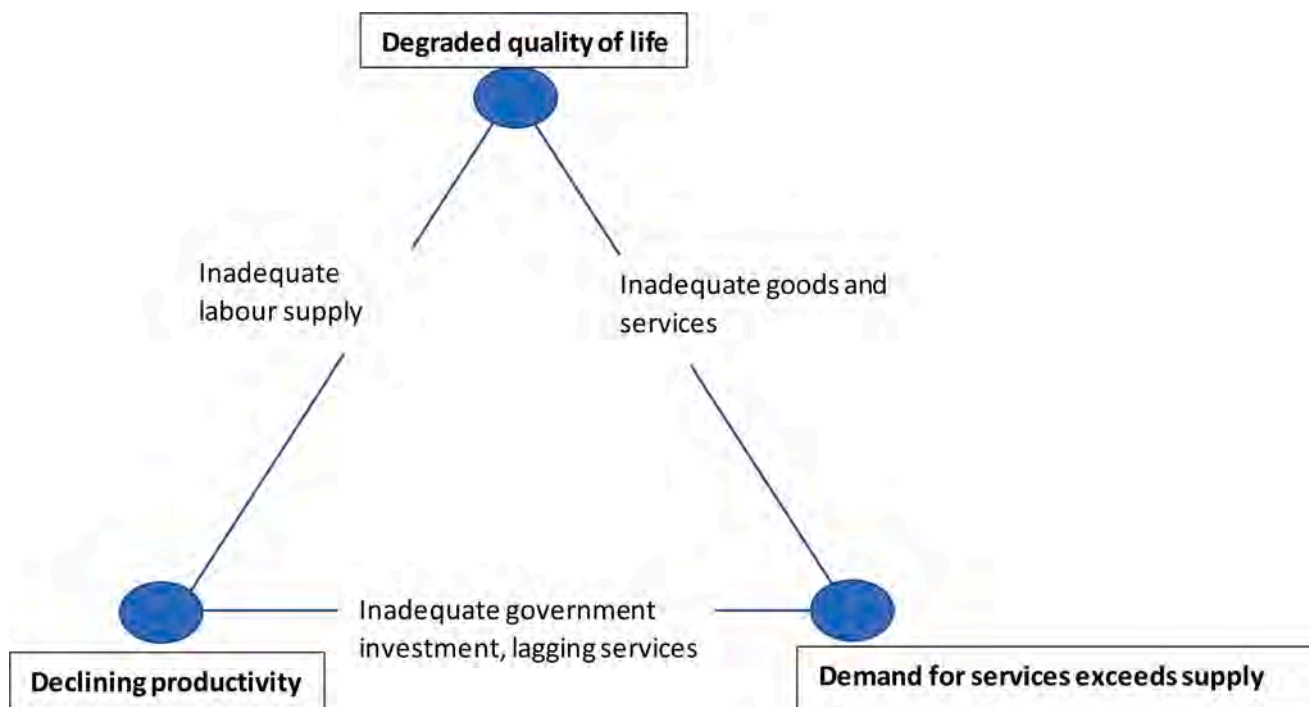 Degraded quality of life
Inadequate
labour supply
Inadequate goods and
services
Inadequate government
investment, lagging services
Declining productivity
Demand for services exceeds supply